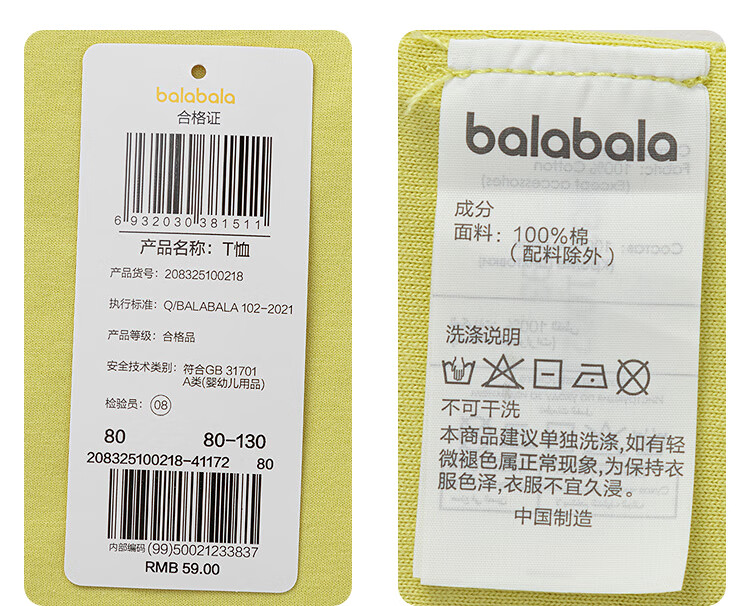 balabala
合格证
6 932030 381511
产品名称：T恤
产品货号：208325100218
执行标准：Q/BALABALA 102-2021
产品等级：合格品
安全技术类别：符合GB 31701
A类(婴幼儿用品)
检验员：08
80 80-130
208325100218-41172 80
内部编码 (99)50021233837
RMB 59.00
balabala
成分
面料：100%棉
（配料除外）
洗涤说明
不可干洗
本商品建议单独洗涤,如有轻
微褪色属正常现象,为保持衣
服色泽,衣服不宜久浸。
中国制造